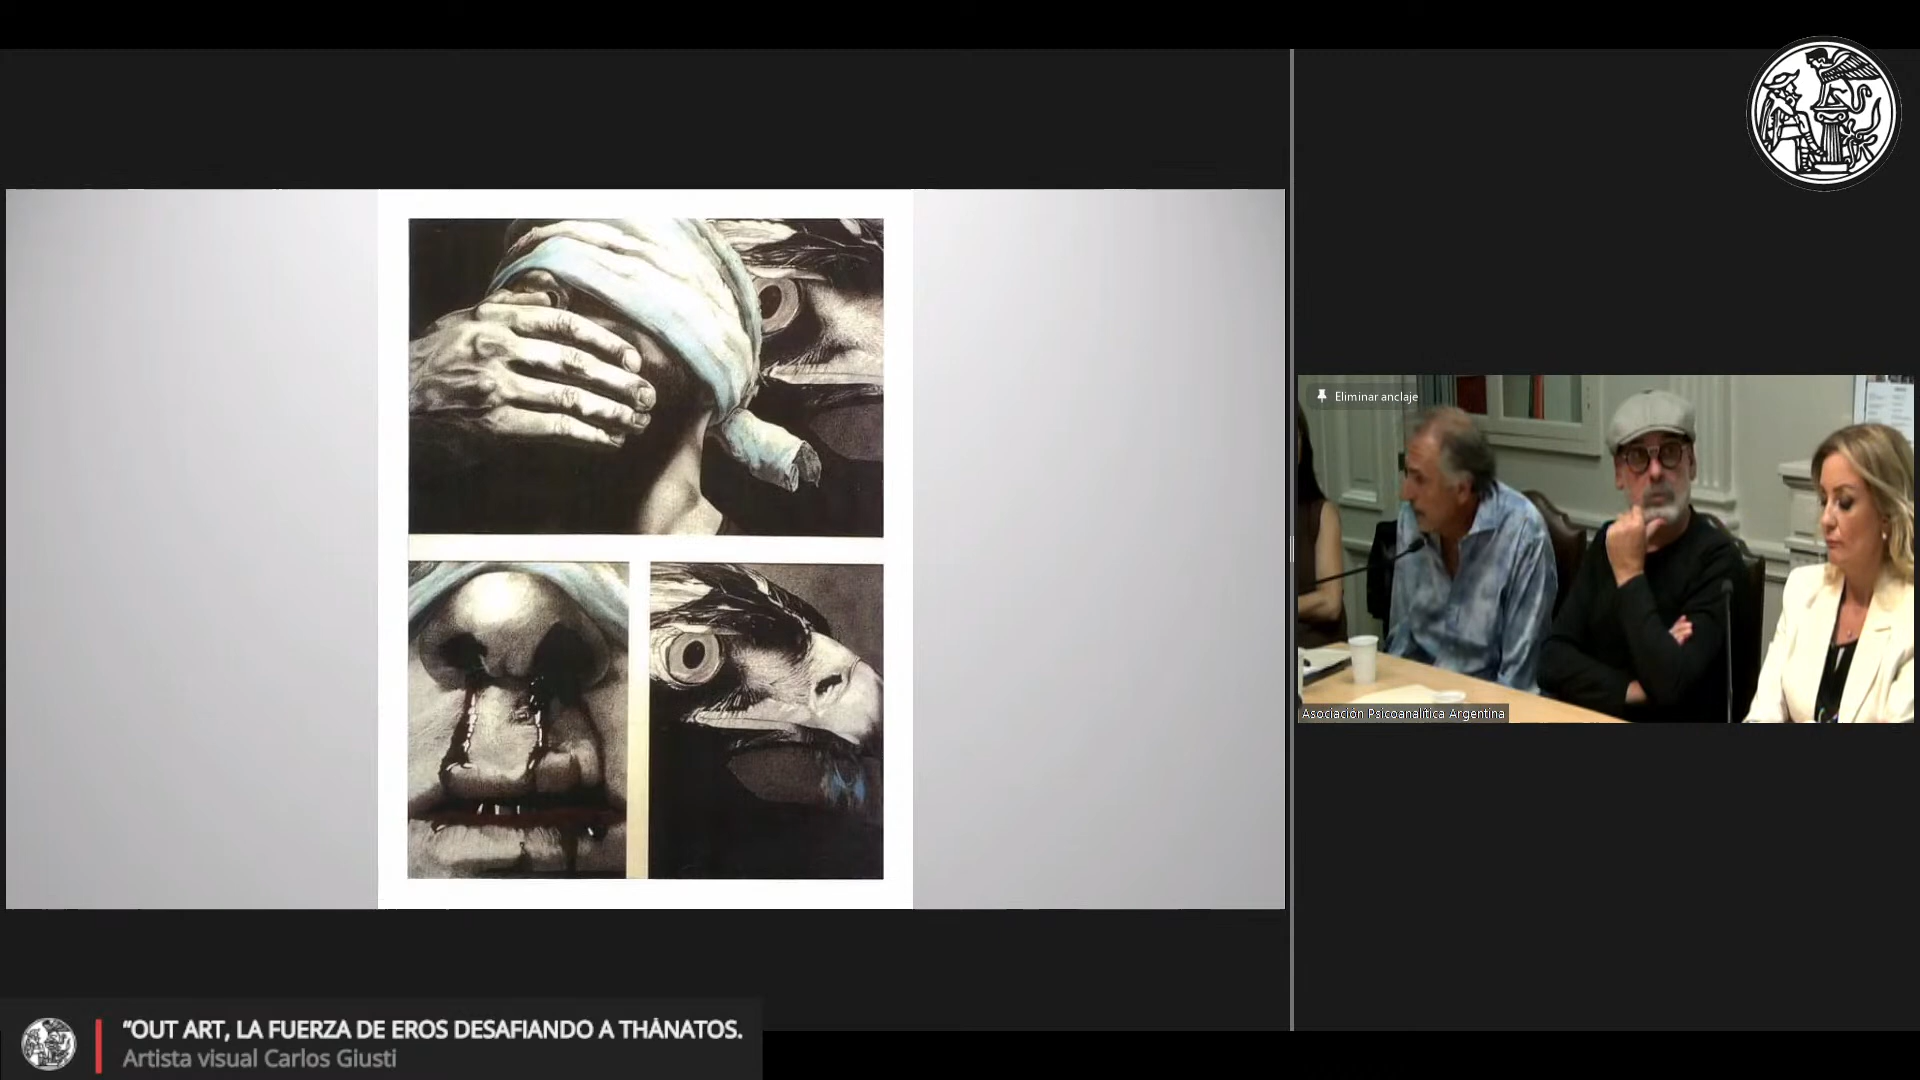 Eliminar anclaje
Asociación Psicoanalítica Argentina
“OUT ART, LA FUERZA DE EROS DESAFIANDO A THÁNATOS.
Artista visual Carlos Giusti